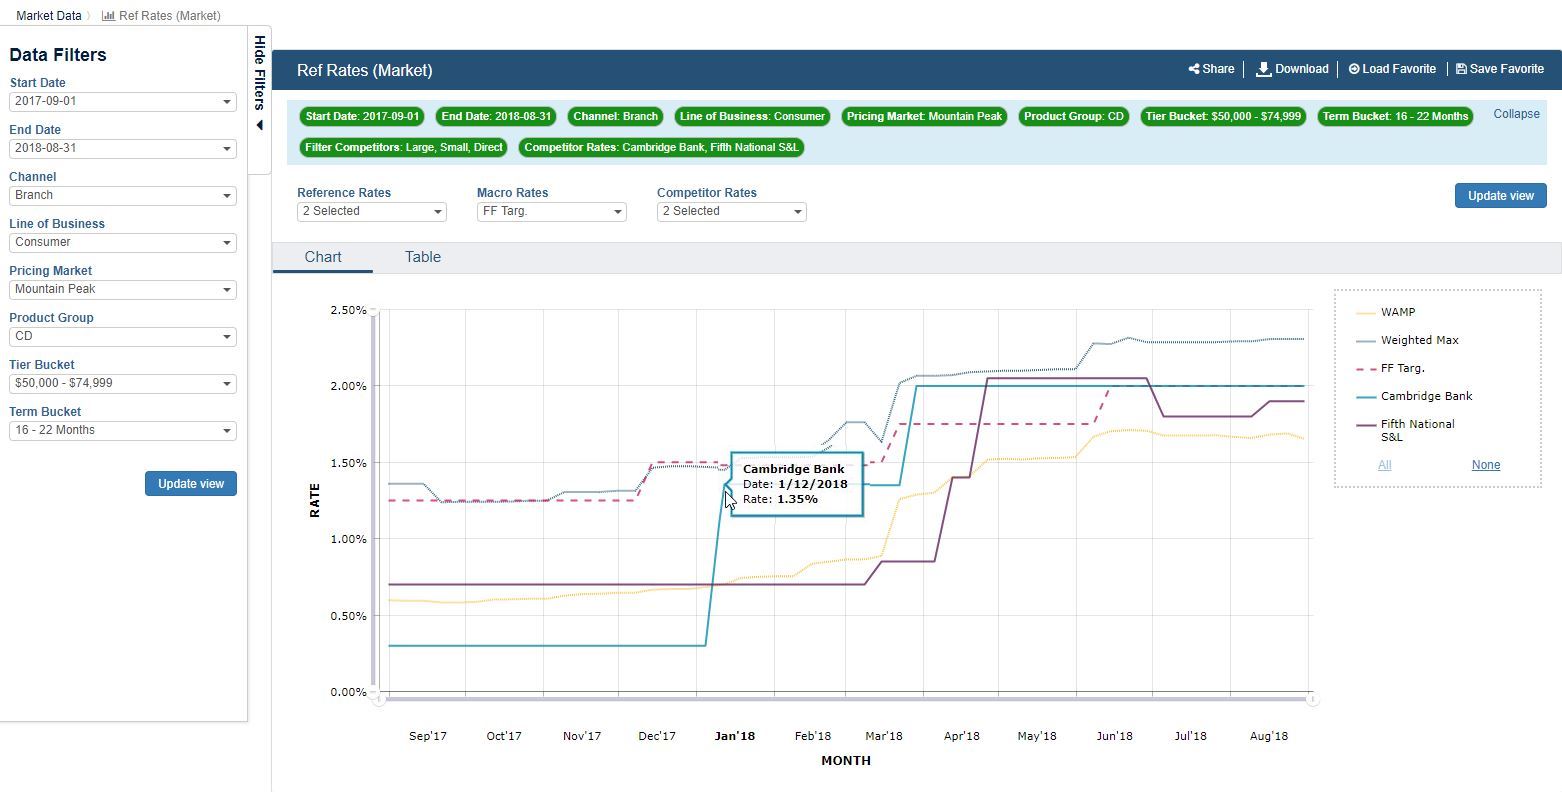 Market Data
Ref Rates (Market)
Data Filters
Start Date
2017-09-01
End Date
2018-08-31
Channel
Branch
Line of Business
Consumer
Pricing Market
Mountain Peak
Product Group
CD
Tier Bucket
$50,000 - $74,999
Term Bucket
16 - 22 Months
Update view
Hide Filters
Ref Rates (Market)
Share
Download
Load Favorite
Save Favorite
Start Date: 2017-09-01
End Date: 2018-08-31
Channel: Branch
Line of Business: Consumer
Pricing Market: Mountain Peak
Product Group: CD
Tier Bucket: $50,000 - $74,999
Term Bucket: 16 - 22 Months
Collapse
Filter Competitors: Large, Small, Direct
Competitor Rates: Cambridge Bank, Fifth National S&L
Reference Rates
2 Selected
Macro Rates
FF Targ.
Competitor Rates
2 Selected
Update view
Chart
Table
2.50%
2.00%
1.50%
1.00%
0.50%
0.00%
RATE
Cambridge Bank
Date: 1/12/2018
Rate: 1.35%
Sep'17
Oct'17
Nov'17
Dec'17
Jan'18
Feb'18
Mar'18
Apr'18
May'18
Jun'18
Jul'18
Aug'18
MONTH
WAMP
Weighted Max
FF Targ.
Cambridge Bank
Fifth National
S&L
All
None